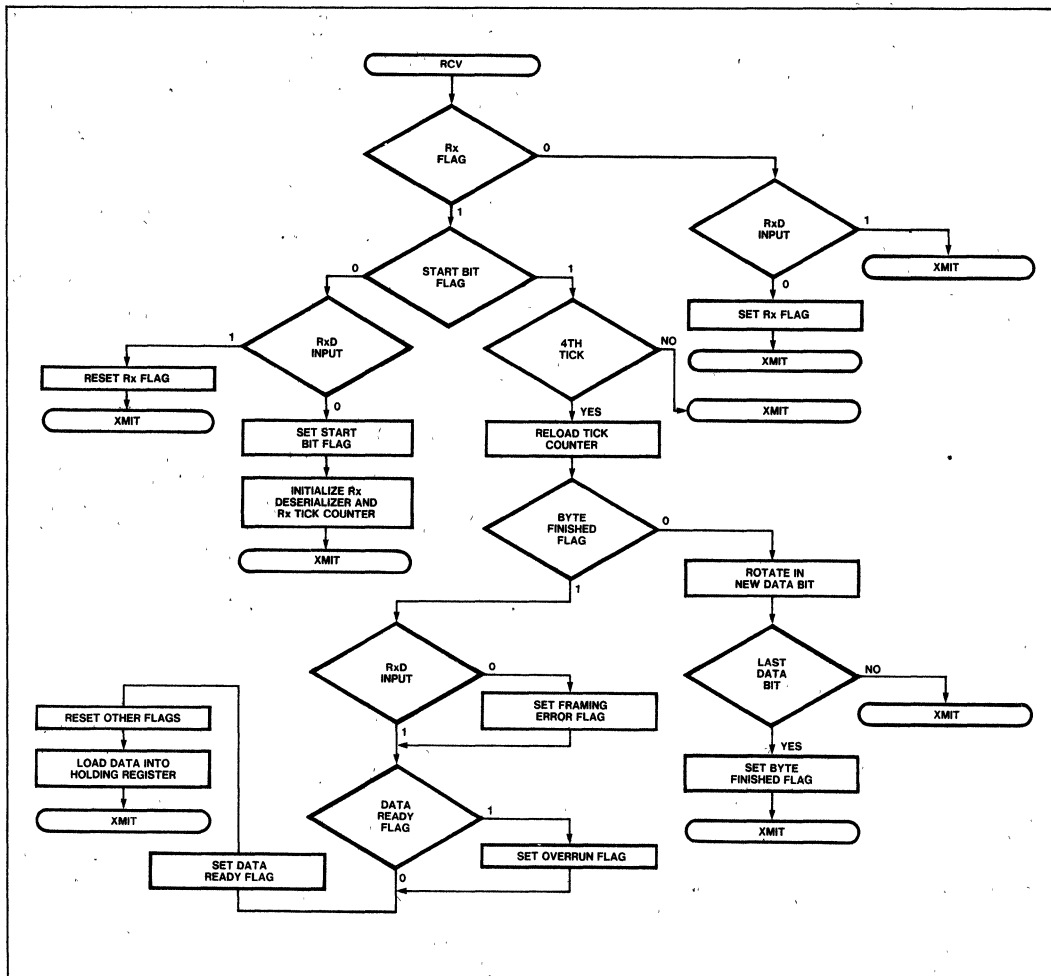 RCV
Rx
FLAG
0
1
RxD
INPUT
1
XMIT
0
SET Rx FLAG
XMIT
START BIT
FLAG
0
1
RxD
INPUT
1
RESET Rx FLAG
XMIT
0
SET START
BIT FLAG
INITIALIZE Rx
DESERIALIZER AND
Rx TICK COUNTER
XMIT
4TH
TICK
NO
XMIT
YES
RELOAD TICK
COUNTER
BYTE
FINISHED
FLAG
0
1
ROTATE IN
NEW DATA BIT
LAST
DATA
BIT
NO
XMIT
YES
SET BYTE
FINISHED FLAG
XMIT
RxD
INPUT
0
SET FRAMING
ERROR FLAG
1
DATA
READY
FLAG
1
SET OVERRUN FLAG
0
SET DATA
READY FLAG
RESET OTHER FLAGS
LOAD DATA INTO
HOLDING REGISTER
XMIT